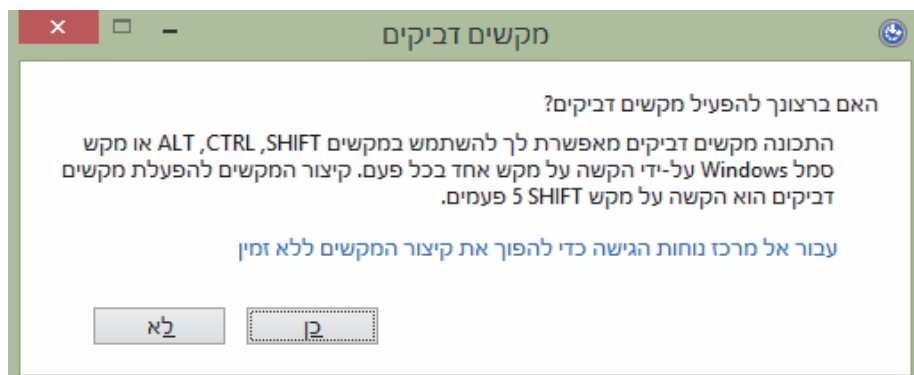 מקשים דביקים
האם ברצונך להפעיל מקשים דביקים?
התכונה מקשים דביקים מאפשרת לך להשתמש במקשים ALT ,CTRL ,SHIFT או מקש
סמל Windows על-ידי הקשה על מקש אחד בכל פעם. קיצור המקשים להפעלת מקשים
דביקים הוא הקשה על מקש SHIFT‏ 5 פעמים.
עבור אל מרכז נוחות הגישה כדי להפוך את קיצור המקשים ללא זמין
כן
לא